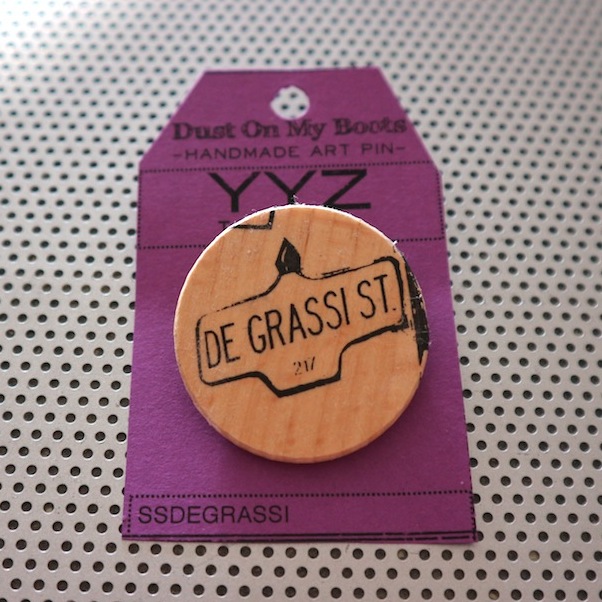 Dust On My Boots
-HANDMADE ART PIN-
YYZ
DE GRASSI ST.
217
SSDEGRASSI